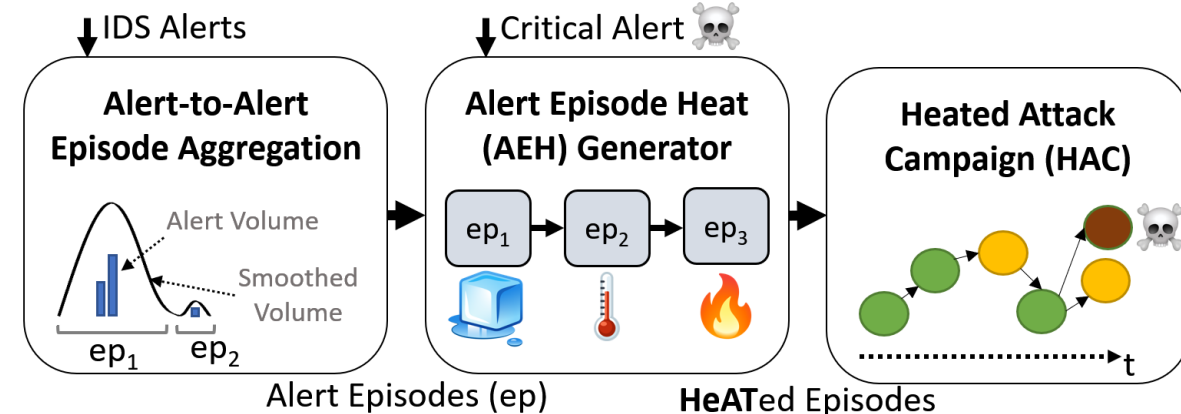 IDS Alerts
Alert-to-Alert
Episode Aggregation
Alert Volume
Smoothed
Volume
ep₁
ep₂
Alert Episodes (ep)
Critical Alert
Alert Episode Heat
(AEH) Generator
ep₁
ep₂
ep₃
HeATed Episodes
Heated Attack
Campaign (HAC)
t